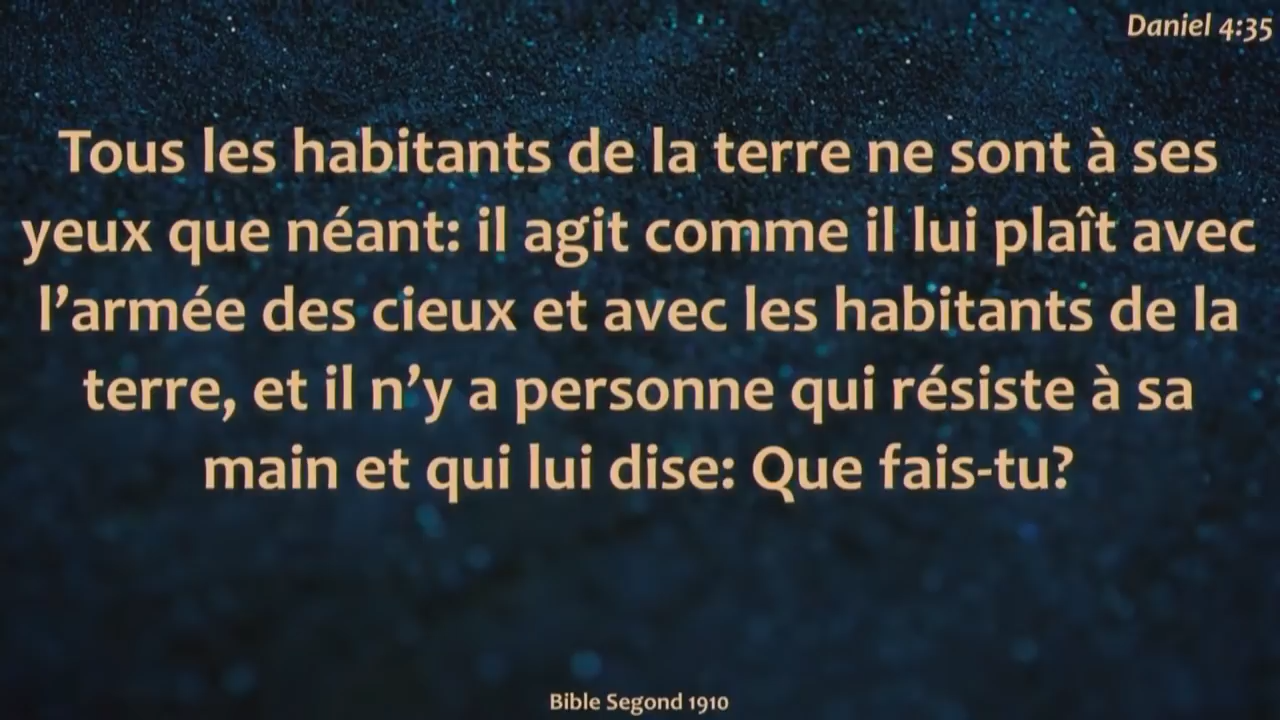 Daniel 4:35
Tous les habitants de la terre ne sont à ses
yeux que néant: il agit comme il lui plaît avec
l’armée des cieux et avec les habitants de la
terre, et il n’y a personne qui résiste à sa
main et qui lui dise: Que fais-tu?
Bible Segond 1910